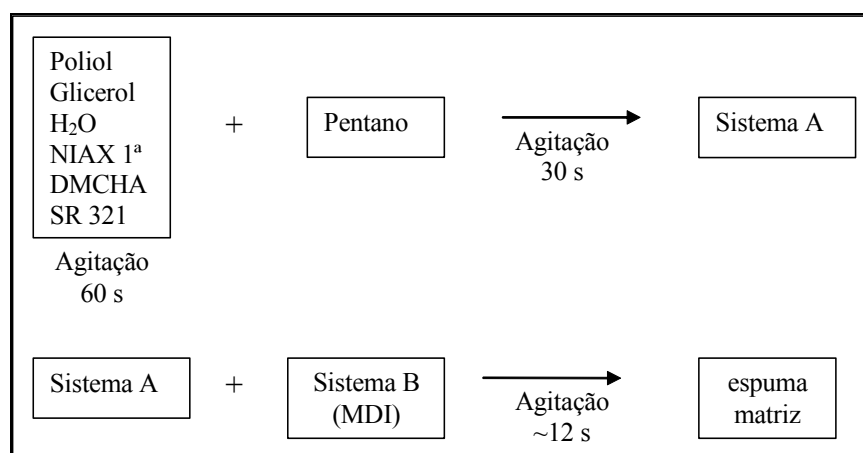 Poliol
Glicerol
H₂O
NIAX 1ª
DMCHA
SR 321
Agitação
60 s
+
Pentano
Agitação
30 s
Sistema A
Sistema A
+
Sistema B
(MDI)
Agitação
~12 s
espuma
matriz